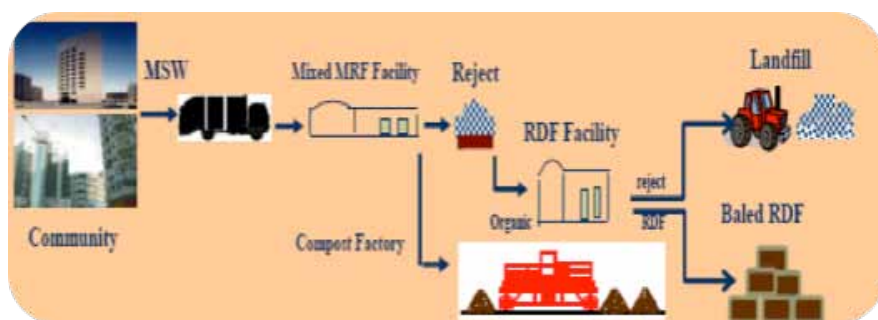 MSW
Mixed MRF Facility
Reject
Landfill
RDF Facility
reject
RDF
Organic
Baled RDF
Community
Compost Factory